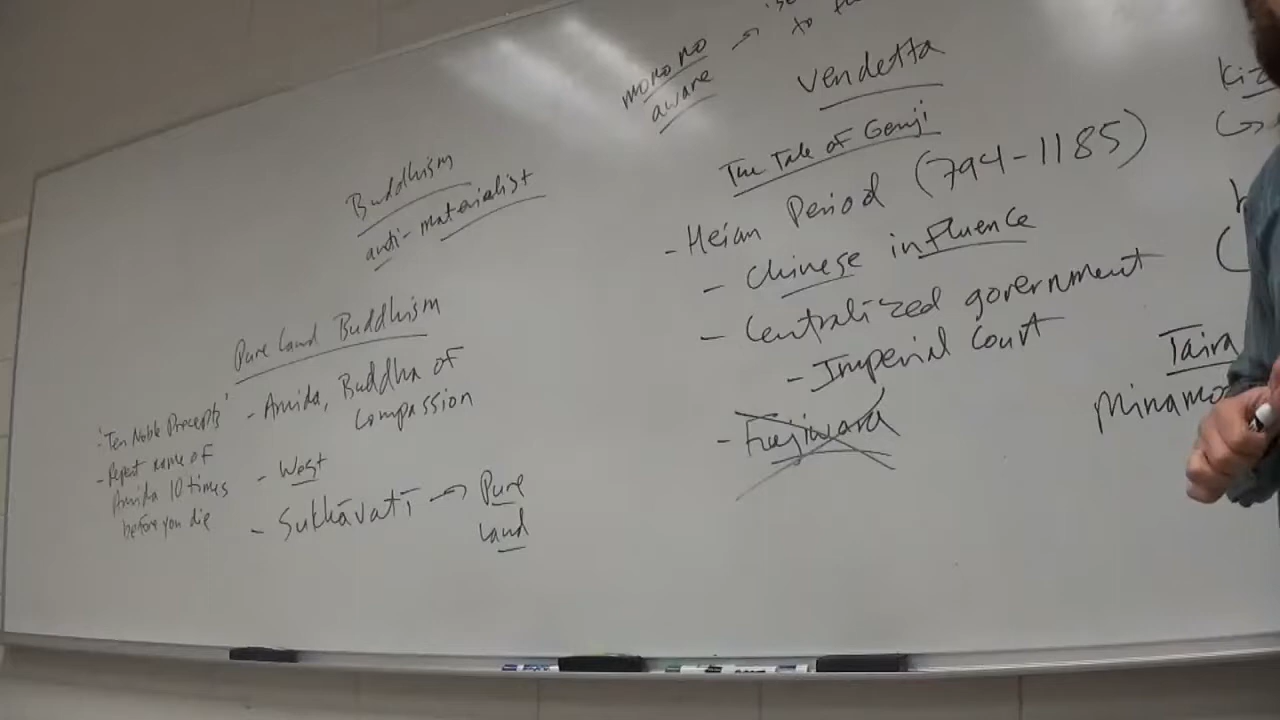 Buddhism
anti-materialist
Pure Land Buddhism
- Amida, Buddha of
Compassion
- West
- Sukhāvatī → Pure
Land
"Ten Noble Precepts"
- Repeat name of
Amida 10 times
before you die
mono no
aware →
to
Vendetta
The Tale of Genji
- Heian Period (794-1185)
- Chinese influence
- Centralized government
- Imperial Court
- Fujiwara
Taira